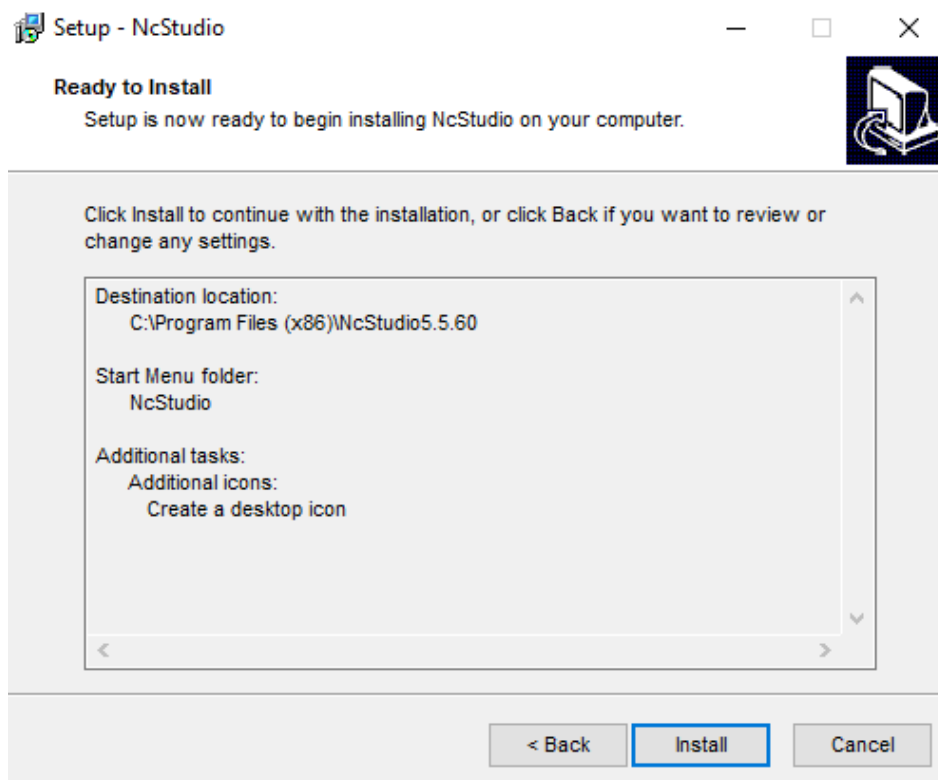 Setup - NcStudio
Ready to Install
Setup is now ready to begin installing NcStudio on your computer.
Click Install to continue with the installation, or click Back if you want to review or
change any settings.
Destination location:
C:\Program Files (x86)\NcStudio5.5.60
Start Menu folder:
NcStudio
Additional tasks:
Additional icons:
Create a desktop icon
< Back
Install
Cancel